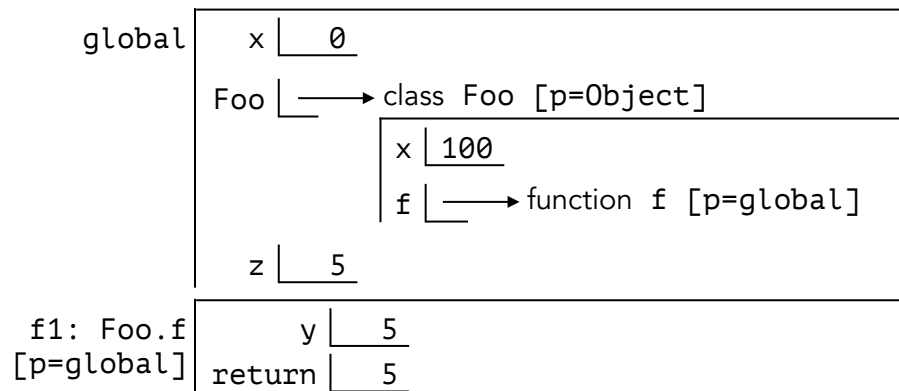 global x 0
Foo class Foo [p=Object]
x 100
f function f [p=global]
z 5
f1: Foo.f y 5
[p=global] return 5